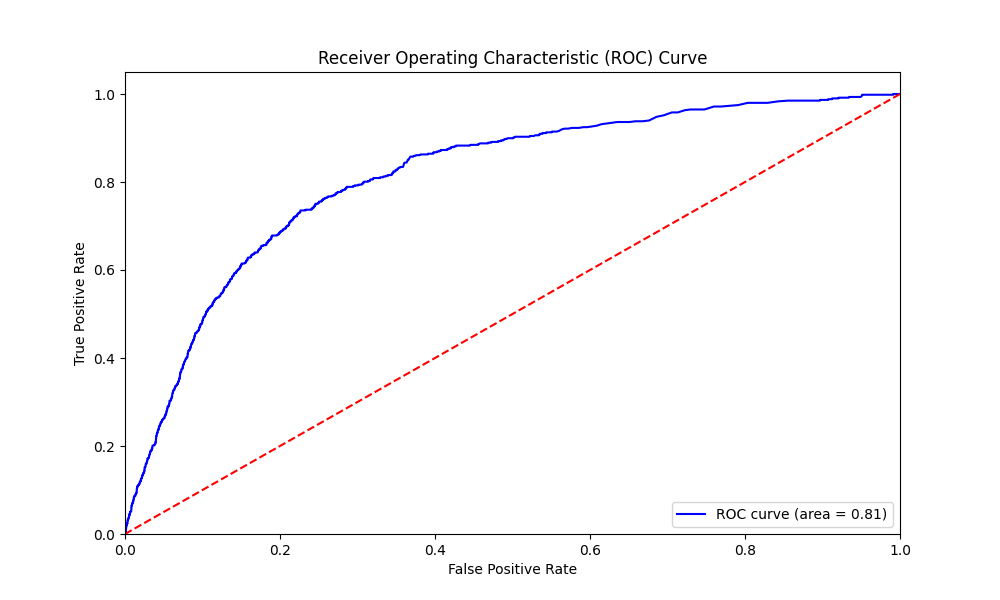 Receiver Operating Characteristic (ROC) Curve
1.0
0.8
0.6
0.4
0.2
0.0
True Positive Rate
ROC curve (area = 0.81)
0.0 0.2 0.4 0.6 0.8 1.0
False Positive Rate